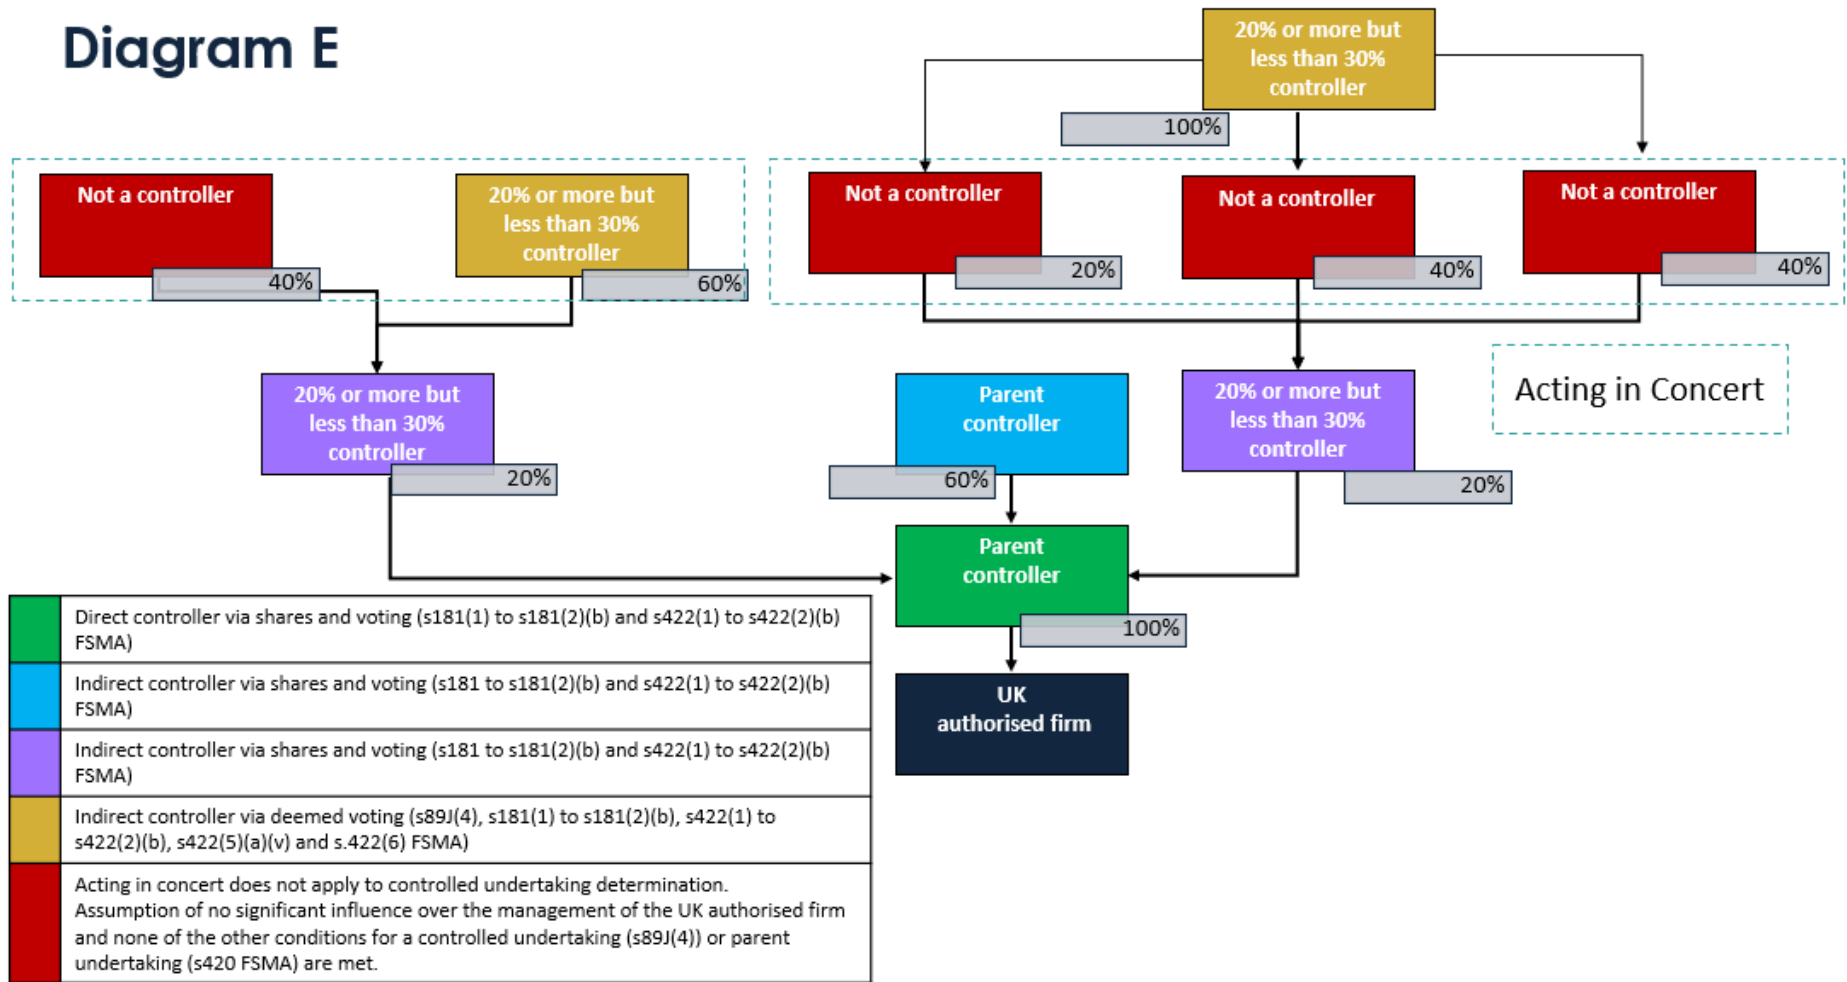 Diagram E
20% or more but
less than 30%
controller
100%
Not a controller
20% or more but
less than 30%
controller
Not a controller
Not a controller
Not a controller
40%
60%
20%
40%
40%
20% or more but
less than 30%
controller
Parent
controller
20% or more but
less than 30%
controller
Acting in Concert
20%
60%
20%
Parent
controller
100%
UK
authorised firm
Direct controller via shares and voting (s181(1) to s181(2)(b) and s422(1) to s422(2)(b)
FSMA)
Indirect controller via shares and voting (s181 to s181(2)(b) and s422(1) to s422(2)(b)
FSMA)
Indirect controller via shares and voting (s181 to s181(2)(b) and s422(1) to s422(2)(b)
FSMA)
Indirect controller via deemed voting (s89J(4), s181(1) to s181(2)(b), s422(1) to
s422(2)(b), s422(5)(a)(v) and s.422(6) FSMA)
Acting in concert does not apply to controlled undertaking determination.
Assumption of no significant influence over the management of the UK authorised firm
and none of the other conditions for a controlled undertaking (s89J(4)) or parent
undertaking (s420 FSMA) are met.